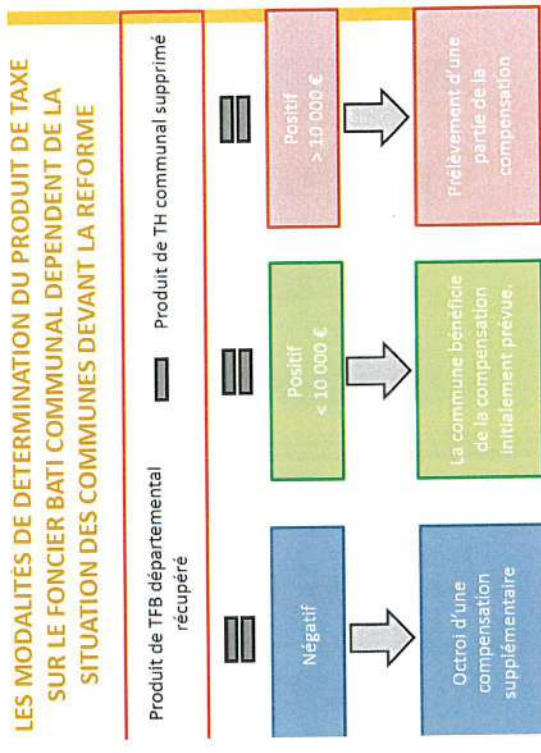 LES MODALITÉS DE DETERMINATION DU PRODUIT DE TAXE
SUR LE FONCIER BATI COMMUNAL DEPENDENT DE LA
SITUATION DES COMMUNES DEVANT LA REFORME
Produit de TFB départemental
récupéré
Produit de TH communal supprimé
Négatif
Positif
< 10 000 €
Positif
> 10 000 €
Octroi d'une
compensation
supplémentaire
La commune bénéficie
de la compensation
initialement prévue.
Prélèvement d'une
partie de la
compensation